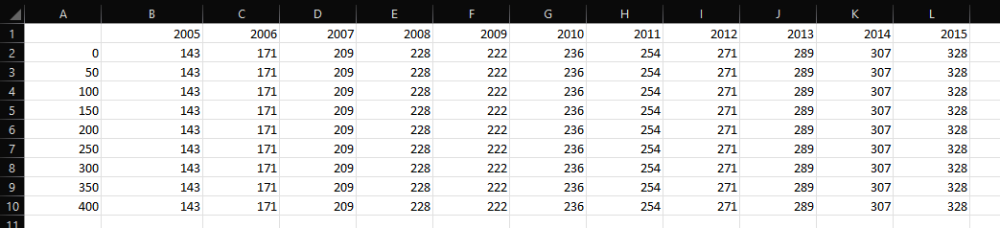 A B C D E F G H I J K L
1 2005 2006 2007 2008 2009 2010 2011 2012 2013 2014 2015
2 0 143 171 209 228 222 236 254 271 289 307 328
3 50 143 171 209 228 222 236 254 271 289 307 328
4 100 143 171 209 228 222 236 254 271 289 307 328
5 150 143 171 209 228 222 236 254 271 289 307 328
6 200 143 171 209 228 222 236 254 271 289 307 328
7 250 143 171 209 228 222 236 254 271 289 307 328
8 300 143 171 209 228 222 236 254 271 289 307 328
9 350 143 171 209 228 222 236 254 271 289 307 328
10 400 143 171 209 228 222 236 254 271 289 307 328
11